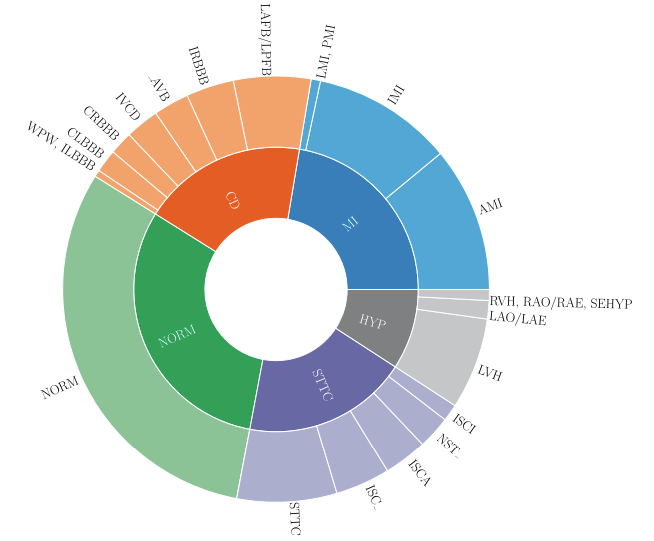 LAFB/LPFB
LMI, PMI
IRBBB
_AVB
IMI
IVCD
CRBBB
CLBBB
WPW, ILBBB
CD
MI
AMI
RVH, RAO/RAE, SEHYP
LAO/LAE
HYP
NORM
LVH
STTC
NORM
ISCI
NST_
ISCA
ISC_
STTC